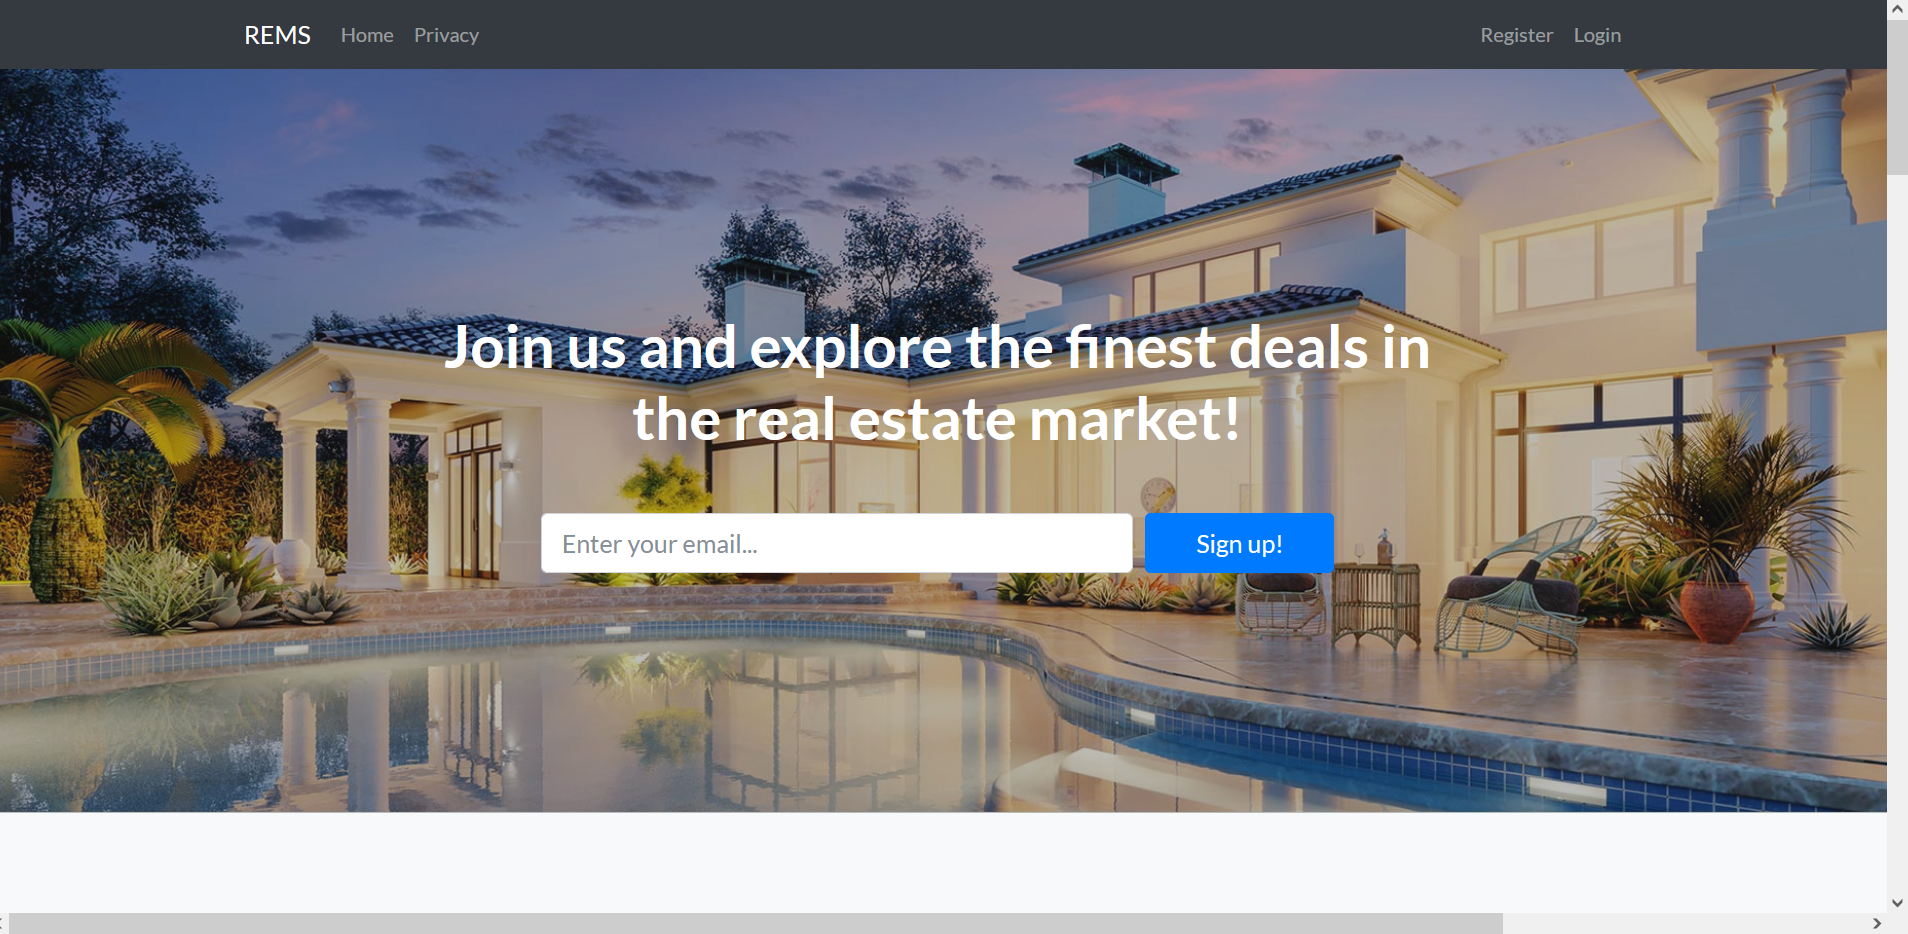 REMS Home Privacy Register Login
Join us and explore the finest deals in
the real estate market!
Enter your email... Sign up!